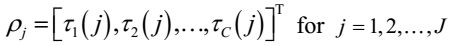 ρ_j = [τ_1(j), τ_2(j), ..., τ_C(j)]^T for j = 1, 2, ..., J